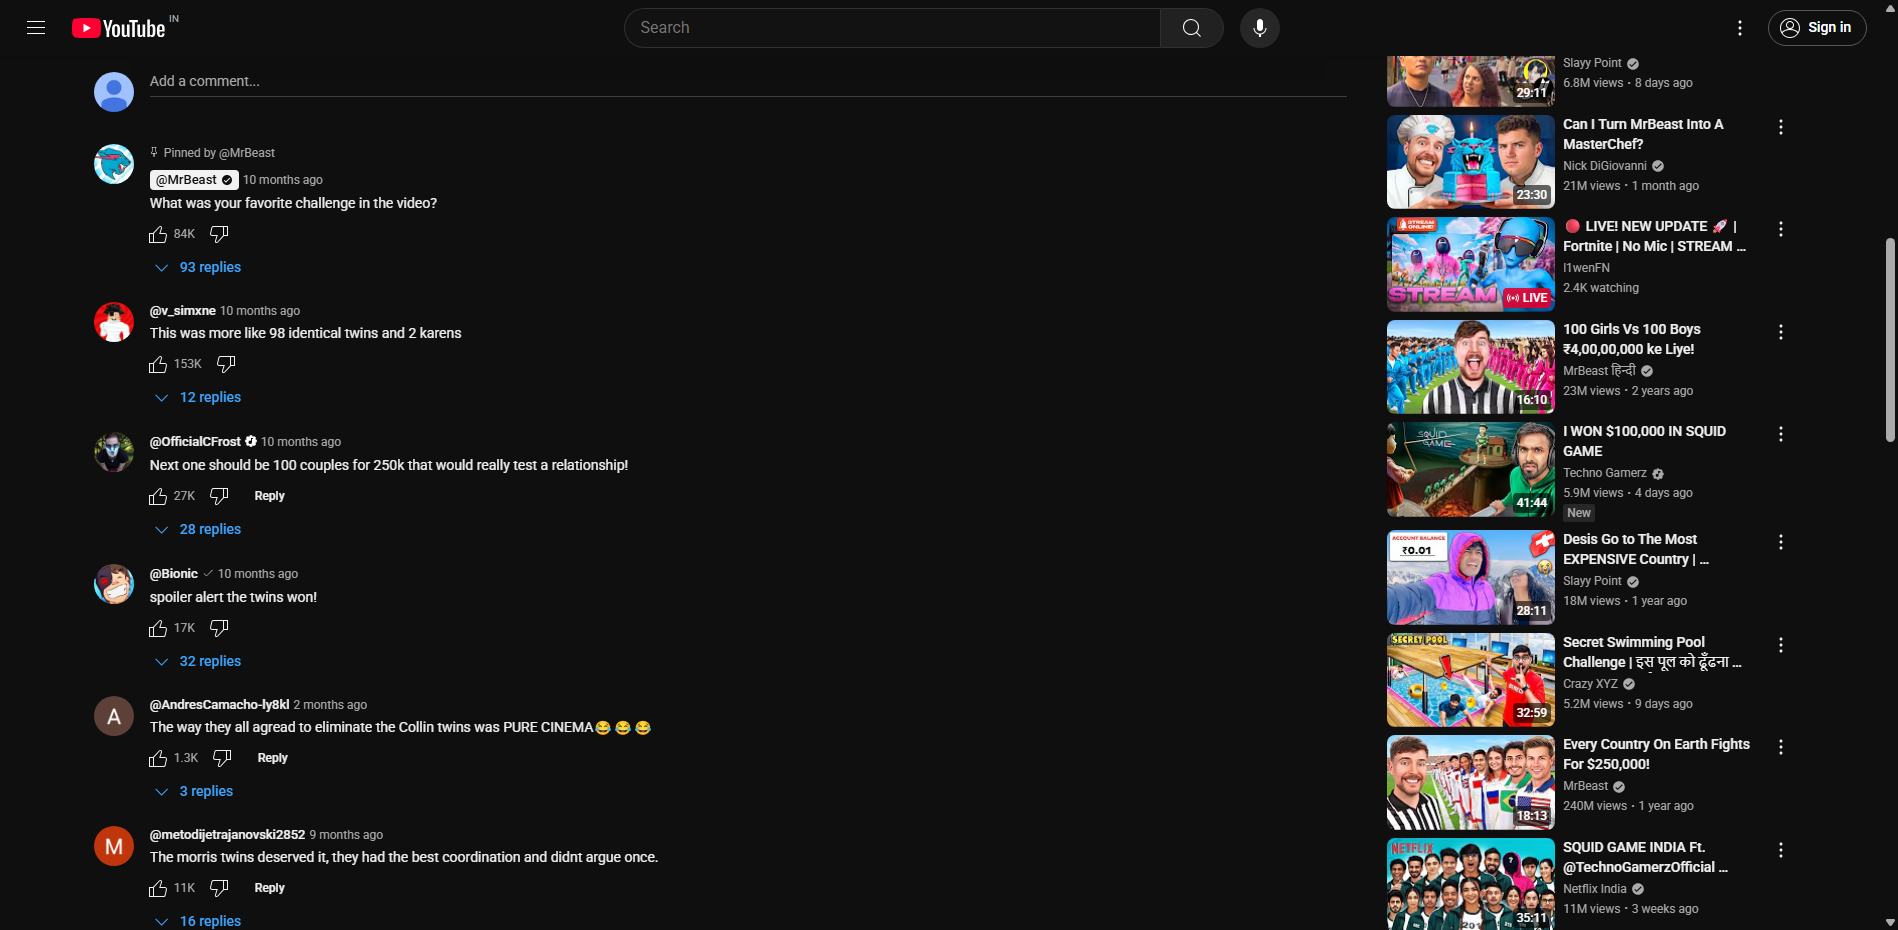 YouTube IN
Search
Sign in
Add a comment...
Pinned by @MrBeast
@MrBeast 10 months ago
What was your favorite challenge in the video?
84K
93 replies
@v_simxne 10 months ago
This was more like 98 identical twins and 2 karens
153K
12 replies
@OfficialCFrost 10 months ago
Next one should be 100 couples for 250k that would really test a relationship!
27K Reply
28 replies
@Bionic 10 months ago
spoiler alert the twins won!
17K
32 replies
A
@AndresCamacho-ly8kl 2 months ago
The way they all agread to eliminate the Collin twins was PURE CINEMA😂 😂 😂
1.3K Reply
3 replies
M
@metodijetrajanovski2852 9 months ago
The morris twins deserved it, they had the best coordination and didnt argue once.
11K Reply
16 replies
29:11
Slayy Point
6.8M views • 8 days ago
23:30
Can I Turn MrBeast Into A
MasterChef?
Nick DiGiovanni
21M views • 1 month ago
STREAM
ONLINE!
STREAM
LIVE
🔴 LIVE! NEW UPDATE 🚀 |
Fortnite | No Mic | STREAM ...
I1wenFN
2.4K watching
16:10
100 Girls Vs 100 Boys
₹4,00,00,000 ke Liye!
MrBeast हिन्दी
23M views • 2 years ago
SQUID
GAME
41:44
I WON $100,000 IN SQUID
GAME
Techno Gamerz
5.9M views • 4 days ago
New
ACCOUNT BALANCE
₹0.01
28:11
Desis Go to The Most
EXPENSIVE Country | ...
Slayy Point
18M views • 1 year ago
SECRET POOL
32:59
Secret Swimming Pool
Challenge | इस पूल को ढूँढना ...
Crazy XYZ
5.2M views • 9 days ago
18:13
Every Country On Earth Fights
For $250,000!
MrBeast
240M views • 1 year ago
NETFLIX
35:11
SQUID GAME INDIA Ft.
@TechnoGamerzOfficial ...
Netflix India
11M views • 3 weeks ago